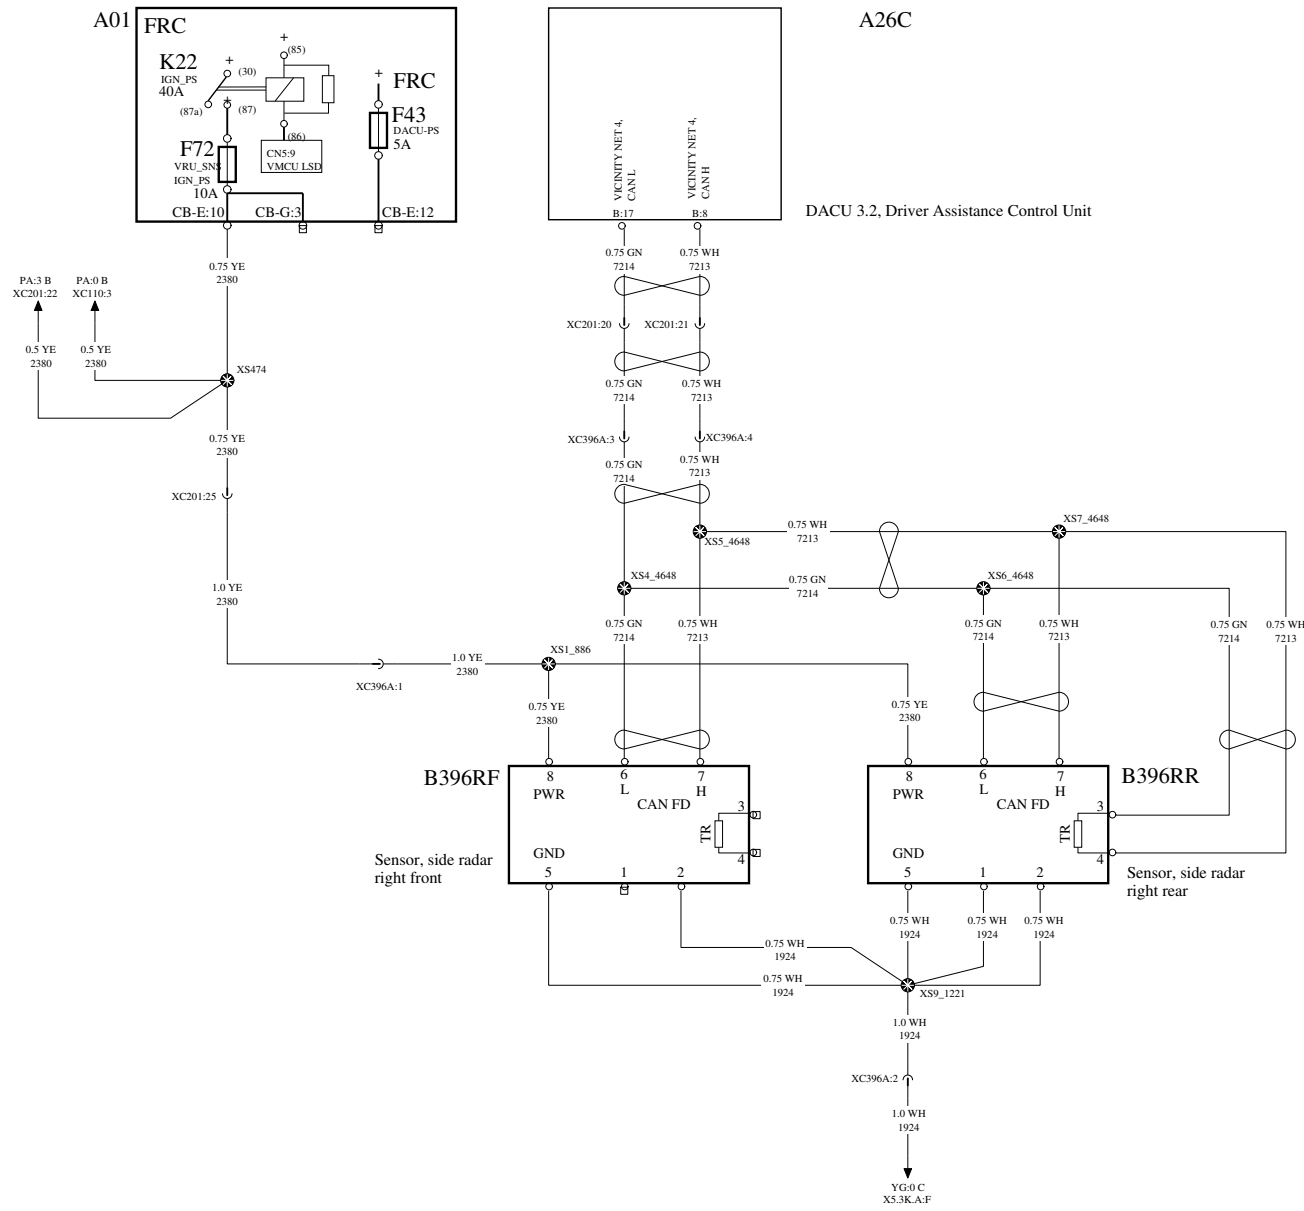 A01
FRC
A26C
K22
IGN_PS
40A
+
(85)
+
(30)
+
(87)
(87a)
(86)
CN5:9
VMCU LSD
+
FRC
F43
DACU-PS
5A
F72
VRU_SNS
IGN_PS
10A
CB-E:10
CB-G:3
CB-E:12
VICINITY NET 4,
CAN L
VICINITY NET 4,
CAN H
B:17
B:8
DACU 3.2, Driver Assistance Control Unit
0.75 YE
2380
0.75 GN
7214
0.75 WH
7213
PA:3 B
XC201:22
PA:0 B
XC110:3
XC201:20
XC201:21
0.5 YE
2380
0.5 YE
2380
XS474
0.75 GN
7214
0.75 WH
7213
0.75 YE
2380
XC396A:3
XC396A:4
0.75 GN
7214
0.75 WH
7213
XC201:25
XS5_4648
0.75 WH
7213
XS7_4648
XS4_4648
0.75 GN
7214
XS6_4648
1.0 YE
2380
0.75 GN
7214
0.75 WH
7213
0.75 GN
7214
0.75 WH
7213
0.75 GN
7214
0.75 WH
7213
XC396A:1
1.0 YE
2380
XS1_886
0.75 YE
2380
0.75 YE
2380
B396RF
8
6
7
PWR
L
H
CAN FD
TR
3
4
GND
5
1
2
Sensor, side radar
right front
B396RR
8
6
7
PWR
L
H
CAN FD
TR
3
4
GND
5
1
2
Sensor, side radar
right rear
0.75 WH
1924
0.75 WH
1924
0.75 WH
1924
0.75 WH
1924
0.75 WH
1924
XS9_1221
1.0 WH
1924
XC396A:2
1.0 WH
1924
YG:0 C
X5.3K.A:F